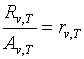 R_{v,T} / A_{v,T} = r_{v,T}